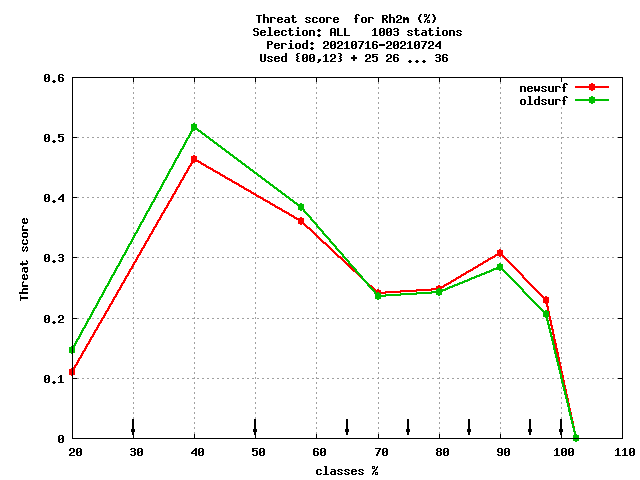 Threat score  for Rh2m (%)
Selection: ALL   1003 stations
Period: 20210716-20210724
Used {00,12} + 25 26 ... 36
newsurf
oldsurf
0.6
0.5
0.4
0.3
0.2
0.1
0
Threat score
20 30 40 50 60 70 80 90 100 110
classes %